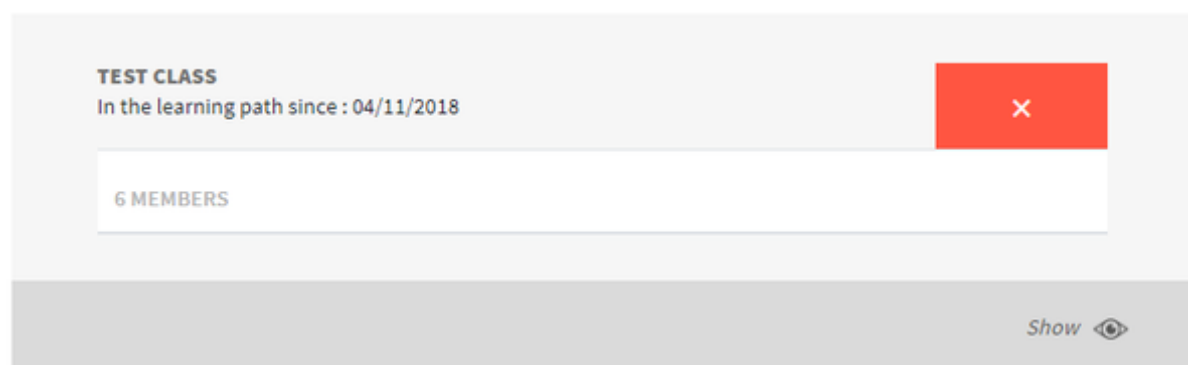 TEST CLASS
In the learning path since : 04/11/2018
6 MEMBERS
Show